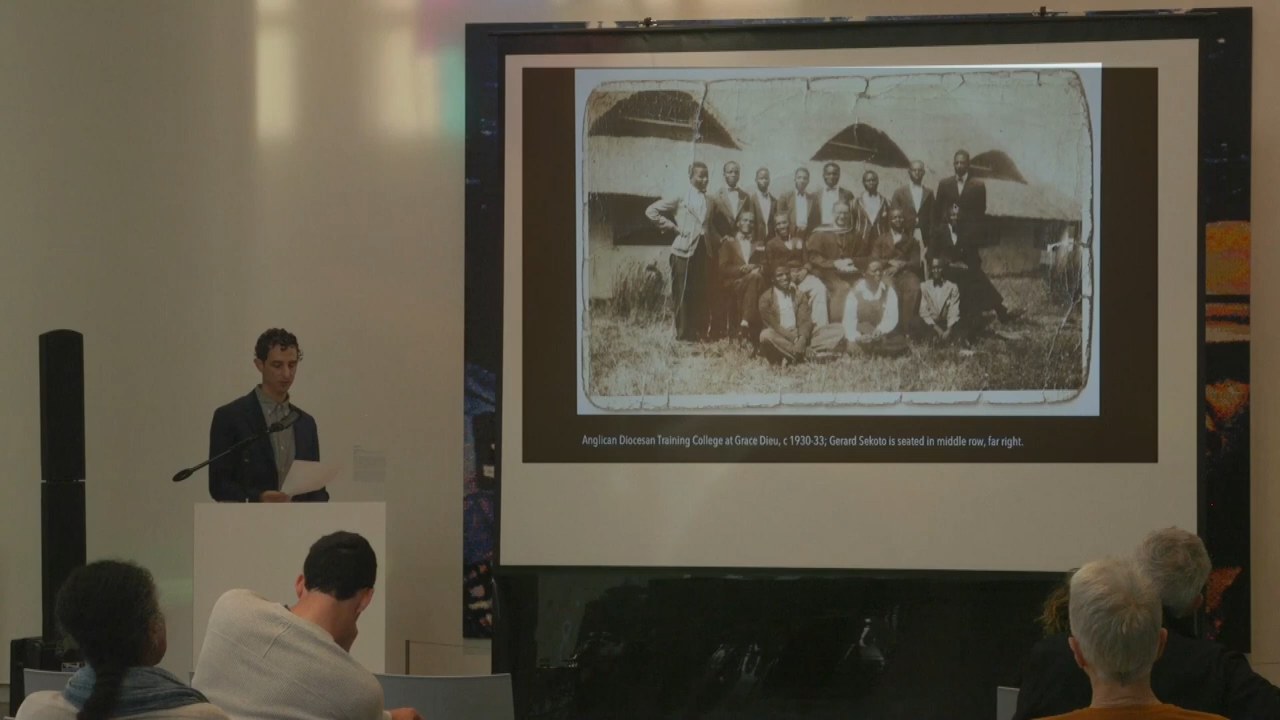 Anglican Diocesan Training College at Grace Dieu, c 1930-33; Gerard Sekoto is seated in middle row, far right.